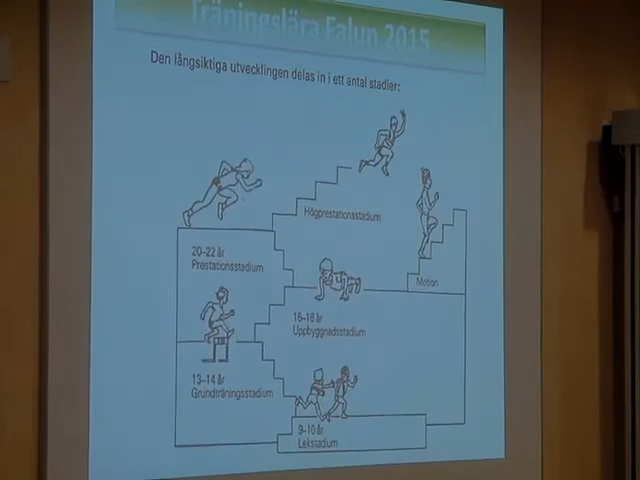 Träningslära Falun 2015
Den långsiktiga utvecklingen delas in i ett antal stadier:
Högprestationsstadium
20–22 år
Prestationsstadium
Motion
16–18 år
Uppbyggnadsstadium
13–14 år
Grundträningsstadium
9–10 år
Lekstadium